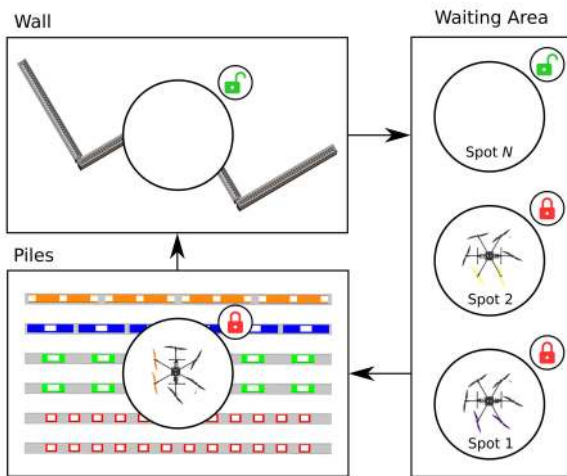 Wall
Waiting Area
Spot N
Spot 2
Piles
Spot 1